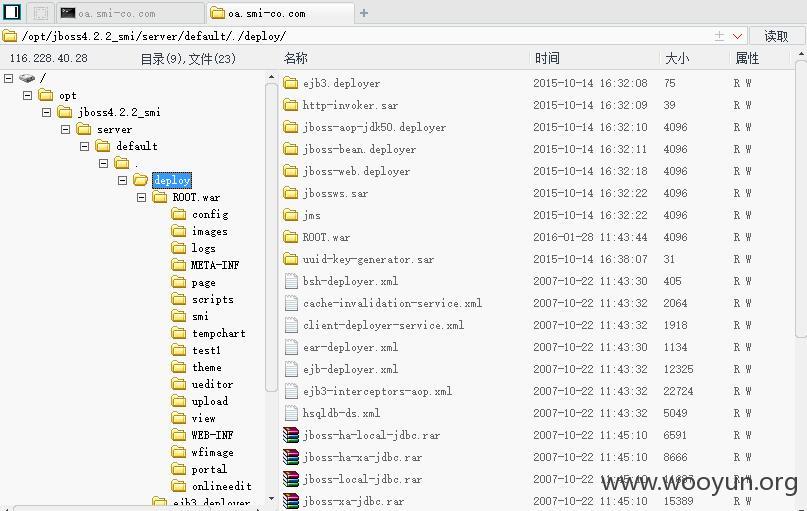 oa.smi-co.com oa.smi-co.com
/opt/jboss4.2.2_smi/server/default/./deploy/ 读取
116.228.40.28 目录(9),文件(23) 名称 时间 大小 属性
/
opt
jboss4.2.2_smi
server
default
.
deploy
ROOT.war
config
images
logs
META-INF
page
scripts
smi
tempchart
test1
theme
ueditor
upload
view
WEB-INF
wfimage
portal
onlineedit
ejb3.deployer
ejb3.deployer 2015-10-14 16:32:08 75 R W
http-invoker.sar 2015-10-14 16:32:09 39 R W
jboss-aop-jdk50.deployer 2015-10-14 16:32:10 4096 R W
jboss-bean.deployer 2015-10-14 16:32:11 4096 R W
jboss-web.deployer 2015-10-14 16:32:18 4096 R W
jbossws.sar 2015-10-14 16:32:22 4096 R W
jms 2015-10-14 16:32:22 4096 R W
ROOT.war 2016-01-28 11:43:44 4096 R W
uuid-key-generator.sar 2015-10-14 16:38:07 31 R W
bsh-deployer.xml 2007-10-22 11:43:30 405 R W
cache-invalidation-service.xml 2007-10-22 11:43:32 2064 R W
client-deployer-service.xml 2007-10-22 11:43:32 1918 R W
ear-deployer.xml 2007-10-22 11:43:30 1134 R W
ejb-deployer.xml 2007-10-22 11:43:32 12325 R W
ejb3-interceptors-aop.xml 2007-10-22 11:43:32 22724 R W
hsqldb-ds.xml 2007-10-22 11:43:32 5049 R W
jboss-ha-local-jdbc.rar 2007-10-22 11:45:10 6591 R W
jboss-ha-xa-jdbc.rar 2007-10-22 11:45:10 8666 R W
jboss-local-jdbc.rar 2007-10-22 11:45:10 R W
jboss-xa-jdbc.rar 2007-10-22 11:45:10 15389 R W
www.wooyun.org